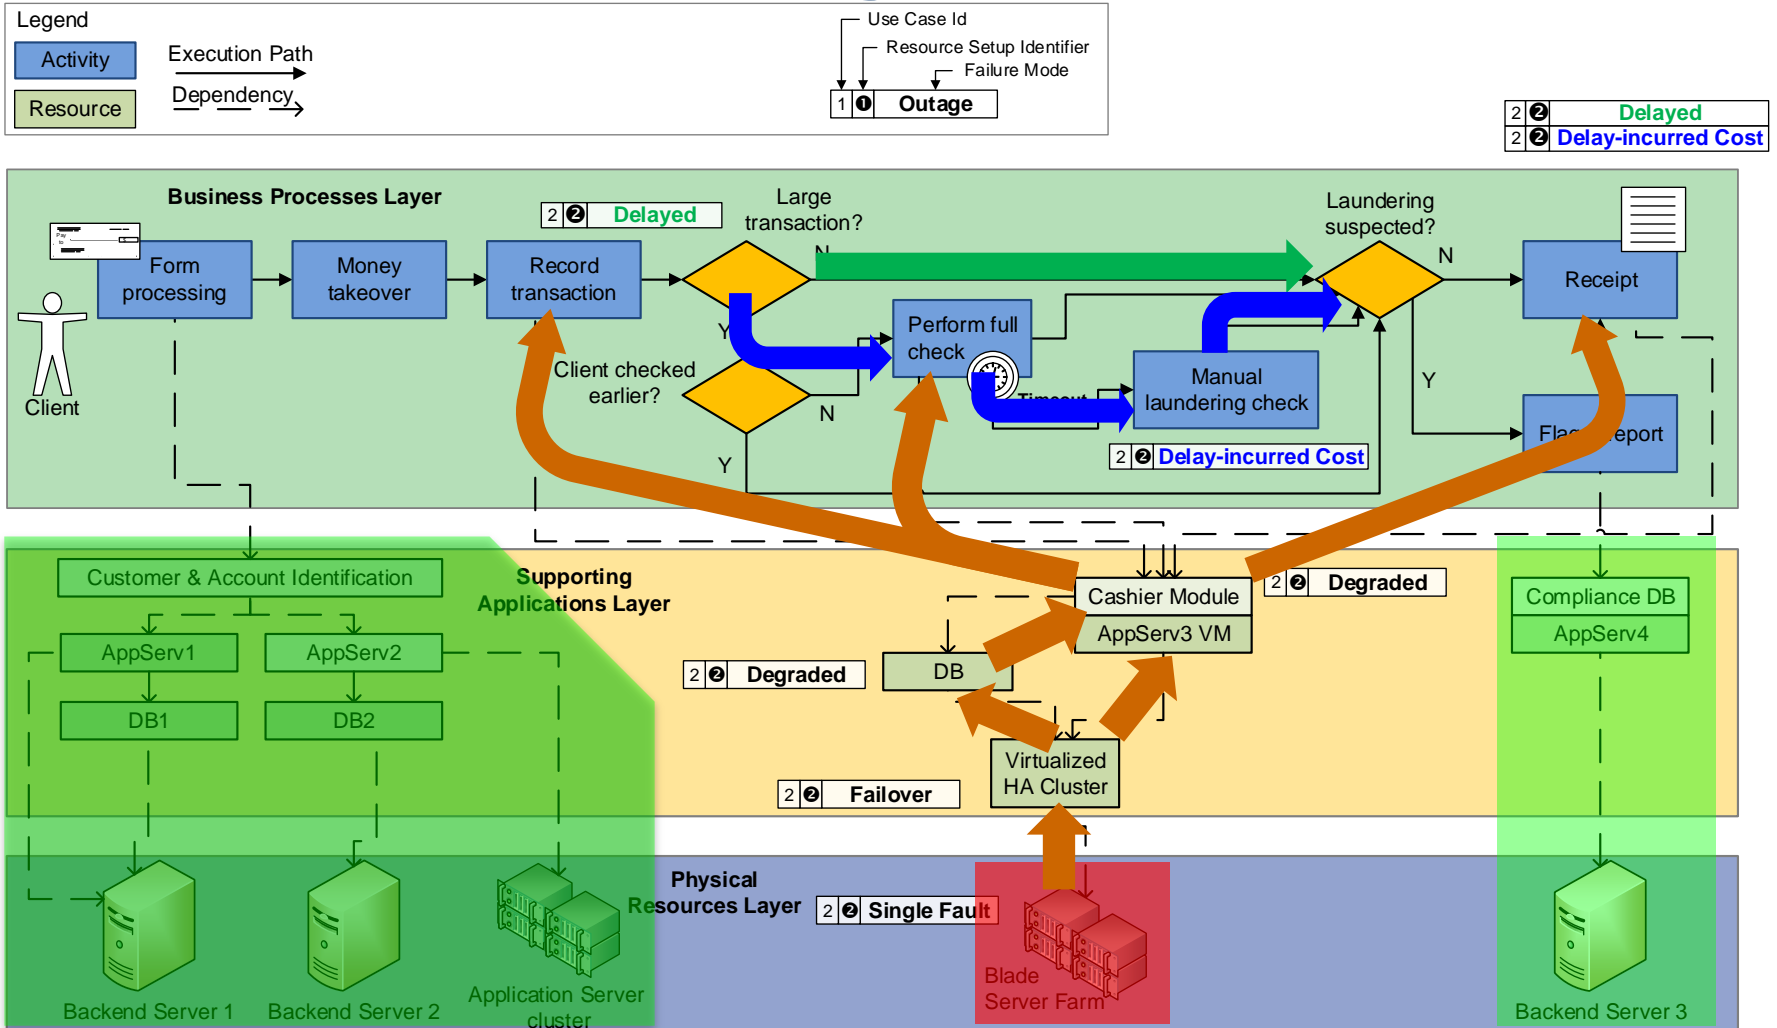 Legend
Activity
Execution Path
Resource
Dependency
Use Case Id
Resource Setup Identifier
Failure Mode
1 ❶ Outage
2 ❷ Delayed
2 ❷ Delay-incurred Cost
Business Processes Layer
2 ❷ Delayed
Large
transaction?
Laundering
suspected?
Pay
to
$
Form
processing
Money
takeover
Record
transaction
N
N
Receipt
Y
Perform full
check
Client checked
earlier?
N
Timeout
Manual
laundering check
Y
Client
Y
2 ❷ Delay-incurred Cost
Flag report
Customer & Account Identification
Supporting
Applications Layer
Cashier Module
AppServ3 VM
2 ❷ Degraded
Compliance DB
AppServ4
AppServ1
AppServ2
2 ❷ Degraded
DB
DB1
DB2
Virtualized
HA Cluster
2 ❷ Failover
Physical
Resources Layer
2 ❷ Single Fault
Blade
Server Farm
Backend Server 1
Backend Server 2
Application Server
cluster
Backend Server 3